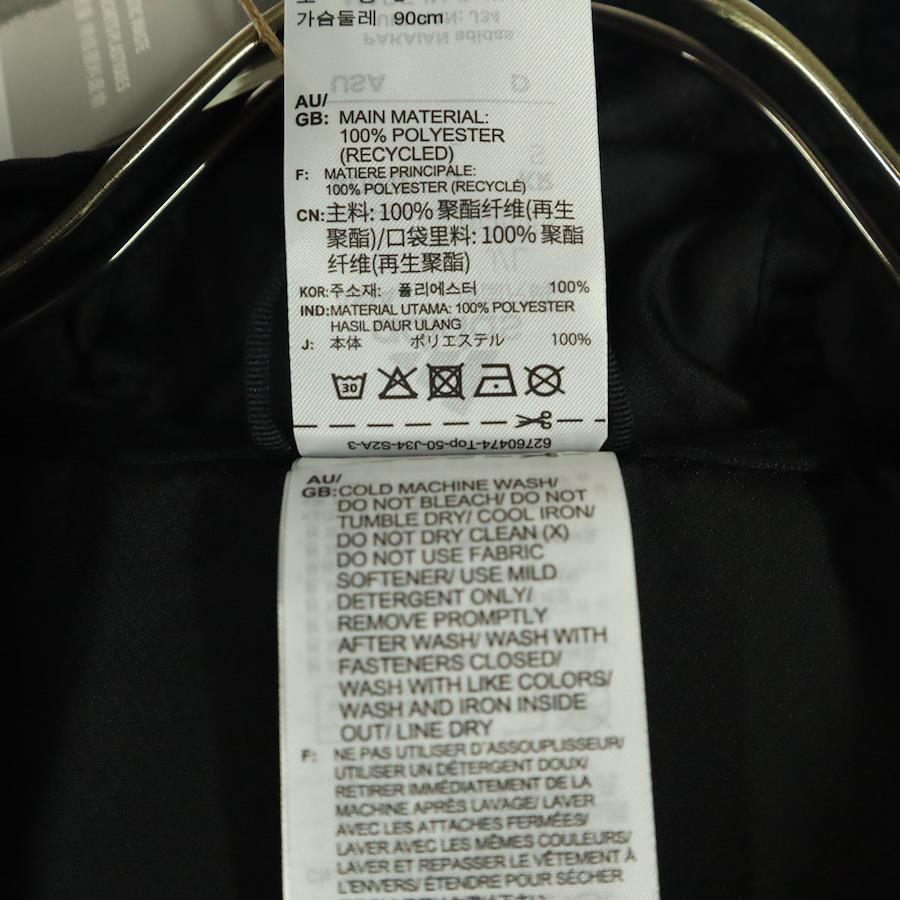 가슴둘레 90cm
AU/
GB: MAIN MATERIAL:
100% POLYESTER
(RECYCLED)
F: MATIERE PRINCIPALE:
100% POLYESTER (RECYCLÉ)
CN:主料: 100% 聚酯纤维(再生
聚酯)/口袋里料: 100% 聚酯
纤维(再生聚酯)
KOR:주소재: 폴리에스터 100%
IND:MATERIAL UTAMA: 100% POLYESTER
HASIL DAUR ULANG
J: 本体 ポリエステル 100%
30
62760474-Top-50-J34-S2A-3
AU/
GB:COLD MACHINE WASH/
DO NOT BLEACH/ DO NOT
TUMBLE DRY/ COOL IRON/
DO NOT DRY CLEAN (X)
DO NOT USE FABRIC
SOFTENER/ USE MILD
DETERGENT ONLY/
REMOVE PROMPTLY
AFTER WASH/ WASH WITH
FASTENERS CLOSED/
WASH WITH LIKE COLORS/
WASH AND IRON INSIDE
OUT/ LINE DRY
F: NE PAS UTILISER D'ASSOUPLISSEUR/
UTILISER UN DÉTERGENT DOUX/
RETIRER IMMÉDIATEMENT DE LA
MACHINE APRÈS LAVAGE/ LAVER
AVEC LES ATTACHES FERMÉES/
LAVER AVEC LES MÊMES COULEURS/
LAVER ET REPASSER LE VÊTEMENT À
L'ENVERS/ ÉTENDRE POUR SÉCHER